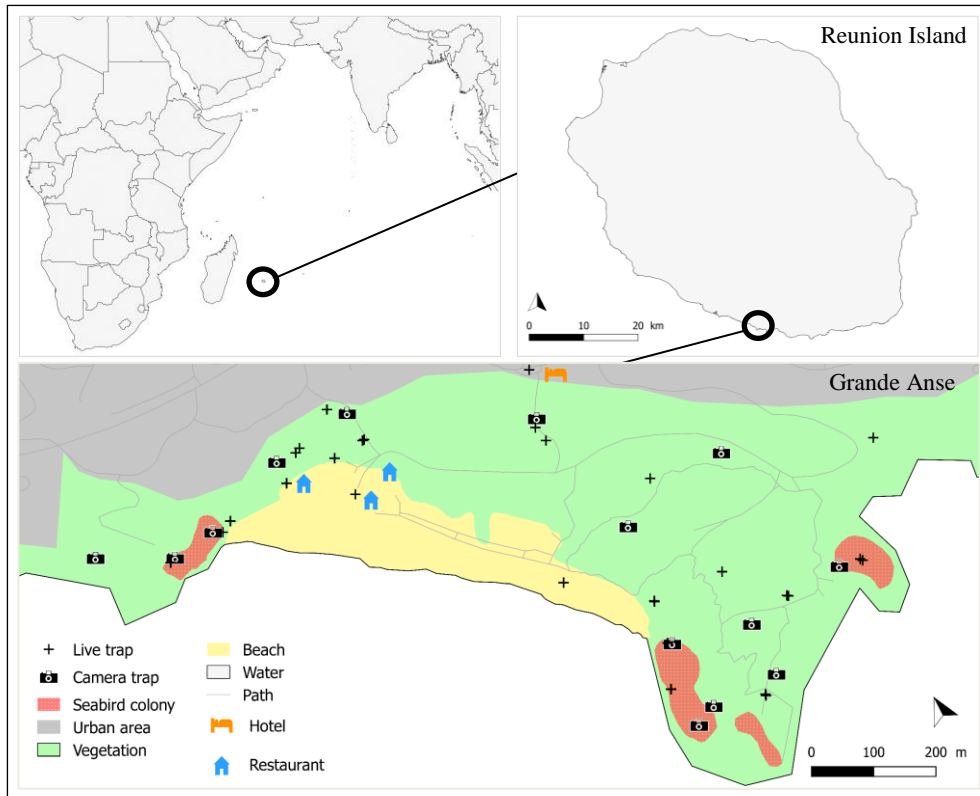 Reunion Island
0 10 20 km
Grande Anse
Live trap
Camera trap
Seabird colony
Urban area
Vegetation
Beach
Water
Path
Hotel
Restaurant
0 100 200 m